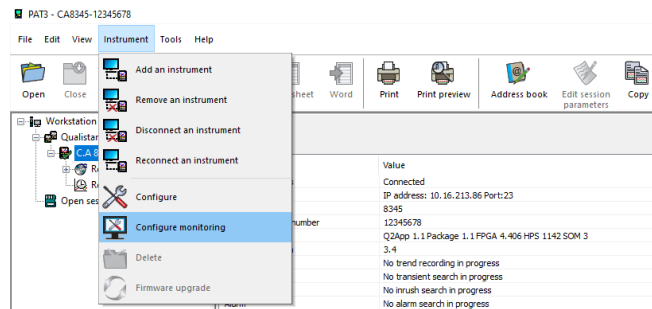 PAT3 - CA8345-12345678
File Edit View Instrument Tools Help
Open Close sheet Word Print Print preview Address book Edit session parameters Copy
Add an instrument
Remove an instrument
Disconnect an instrument
Reconnect an instrument
Configure
Configure monitoring
Delete
Firmware upgrade
Workstation
Qualistar
C.A 8
R
R
Open ses
Value
Connected
IP address: 10.16.213.86 Port:23
8345
number 12345678
Q2App 1.1 Package 1.1 FPGA 4.406 HPS 1142 SOM 3
3.4
No trend recording in progress
No transient search in progress
No inrush search in progress
Alarm No alarm search in progress